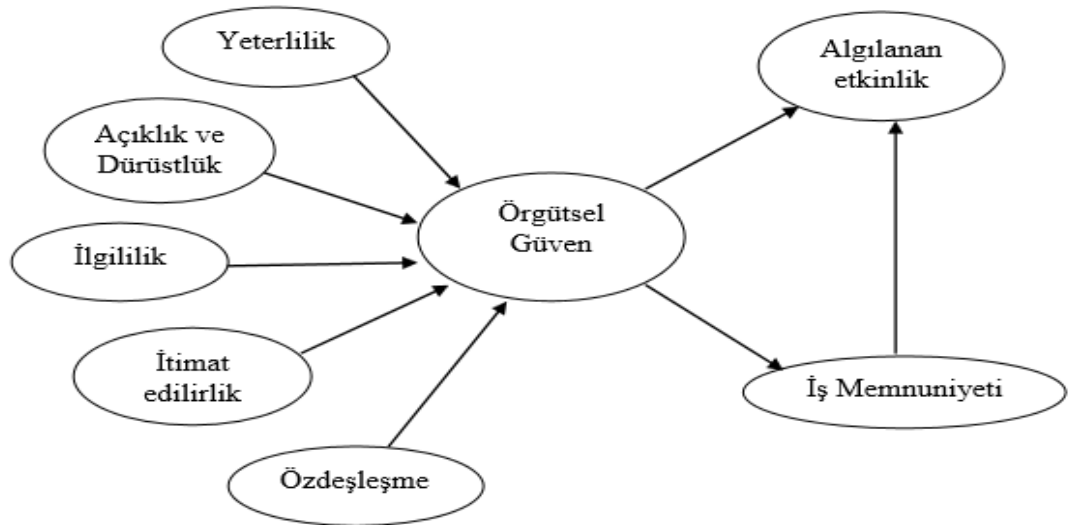 Yeterlilik
Açıklık ve
Dürüstlük
İlgililik
İtimat
edilirlik
Özdeşleşme
Örgütsel
Güven
Algılanan
etkinlik
İş Memnuniyeti